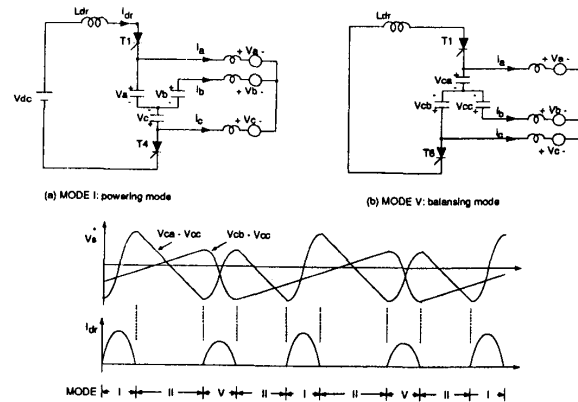 Ldr idr
T1
ia + Va -
Vdc
Va + -
+ Vb -
ib + Vb -
Vc - +
ic + Vc -
T4
(a) MODE I: powering mode
Ldr
T1
ia + Va -
Vca + -
Vcb - + Vcc - +
ib + Vb -
+ Vc -
T6
(b) MODE V: balansing mode
Vs*
Vca - Vcc Vcb - Vcc
Idr
MODE I II V II I II V II I